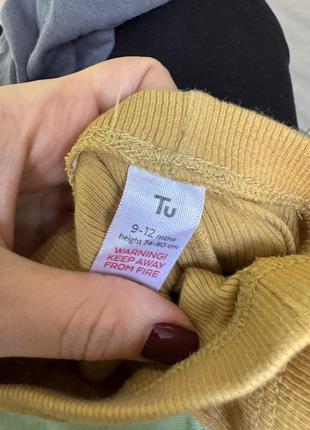 Tu
9-12 mths
height 74-80 cm
WARNING!
KEEP AWAY
FROM FIRE